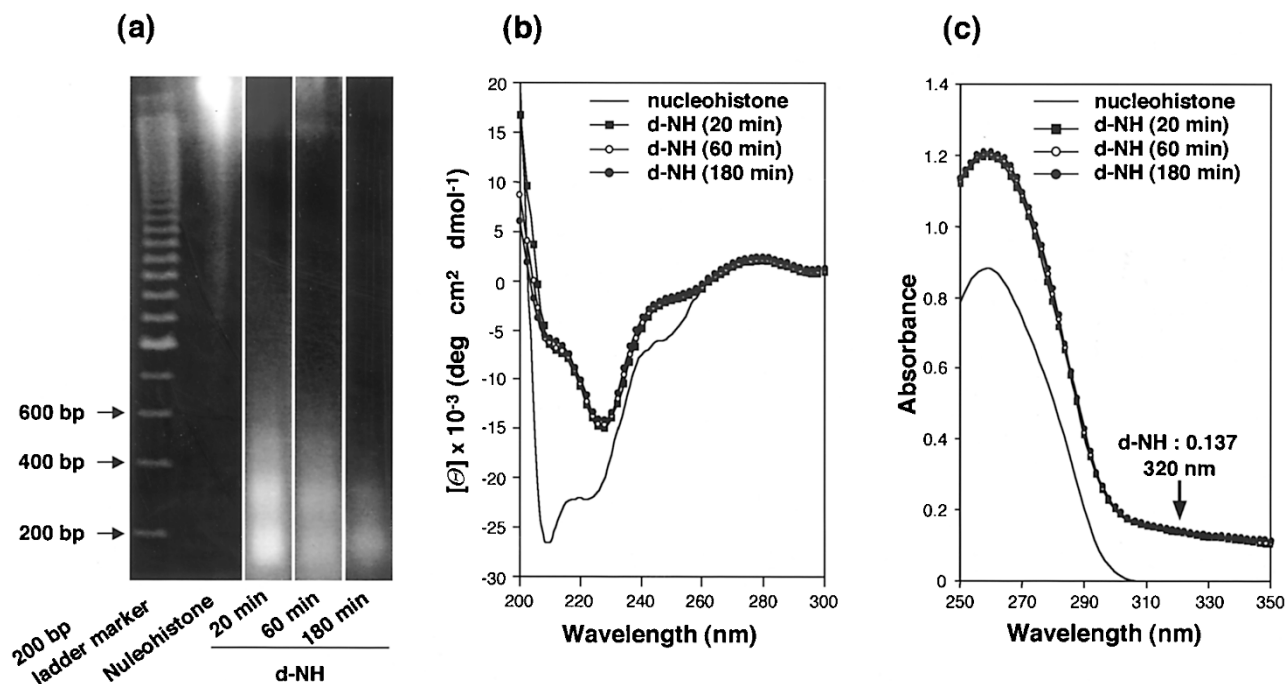 (a)
600 bp
400 bp
200 bp
200 bp
ladder marker
Nuleohistone
20 min
60 min
180 min
d-NH
(b)
20
15
10
5
0
-5
-10
-15
-20
-25
-30
[Θ] x 10-3 (deg cm2 dmol-1)
nucleohistone
d-NH (20 min)
d-NH (60 min)
d-NH (180 min)
200 220 240 260 280 300
Wavelength (nm)
(c)
1.4
1.2
1.0
0.8
0.6
0.4
0.2
0
Absorbance
nucleohistone
d-NH (20 min)
d-NH (60 min)
d-NH (180 min)
d-NH : 0.137
320 nm
250 270 290 310 330 350
Wavelength (nm)